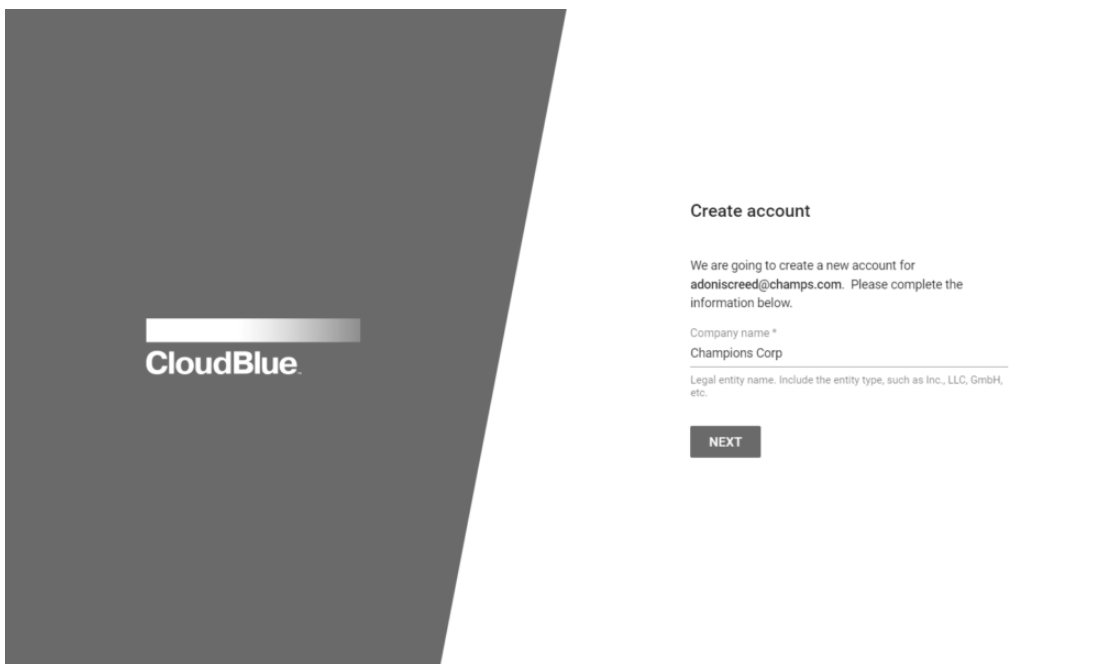 CloudBlue
Create account
We are going to create a new account for
adoniscreed@champs.com. Please complete the
information below.
Company name *
Champions Corp
Legal entity name. Include the entity type, such as Inc., LLC, GmbH,
etc.
NEXT